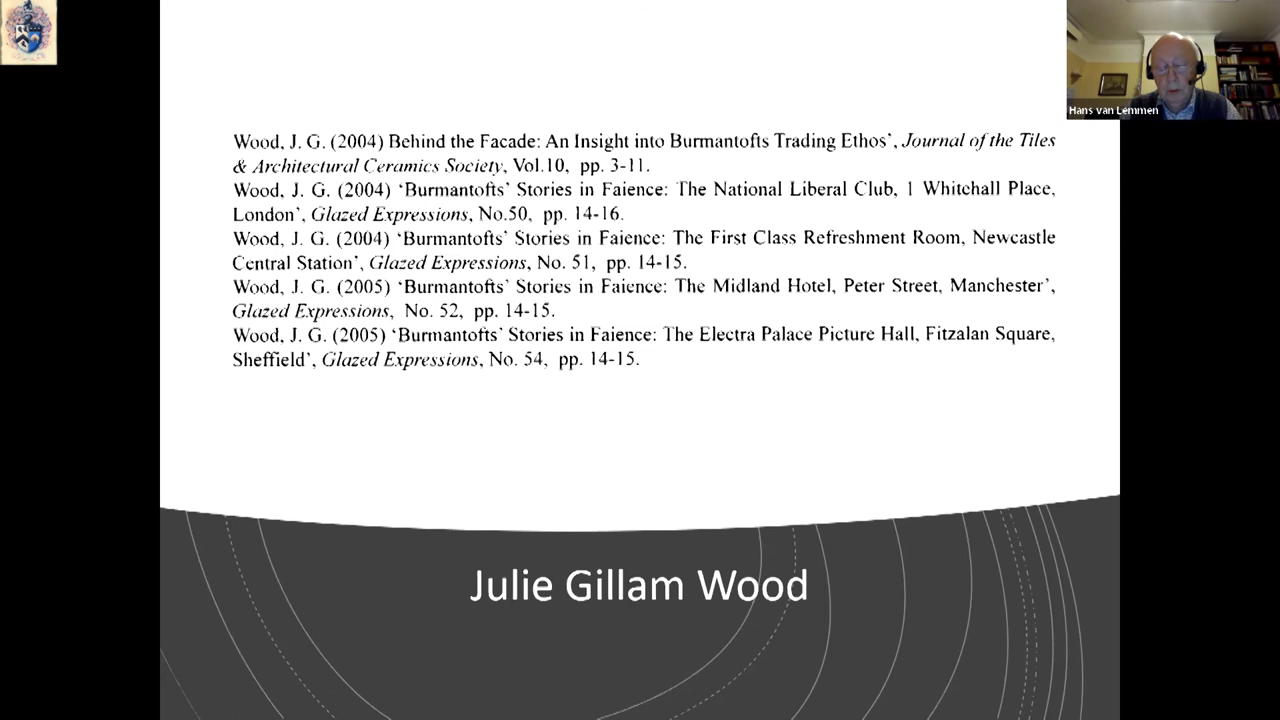 Wood, J. G. (2004) Behind the Facade: An Insight into Burmantofts Trading Ethos’, Journal of the Tiles
& Architectural Ceramics Society, Vol.10, pp. 3-11.
Wood, J. G. (2004) ‘Burmantofts’ Stories in Faience: The National Liberal Club, 1 Whitehall Place,
London’, Glazed Expressions, No.50, pp. 14-16.
Wood, J. G. (2004) ‘Burmantofts’ Stories in Faience: The First Class Refreshment Room, Newcastle
Central Station’, Glazed Expressions, No. 51, pp. 14-15.
Wood, J. G. (2005) ‘Burmantofts’ Stories in Faience: The Midland Hotel, Peter Street, Manchester’,
Glazed Expressions, No. 52, pp. 14-15.
Wood, J. G. (2005) ‘Burmantofts’ Stories in Faience: The Electra Palace Picture Hall, Fitzalan Square,
Sheffield’, Glazed Expressions, No. 54, pp. 14-15.
Julie Gillam Wood
Hans van Lemmen